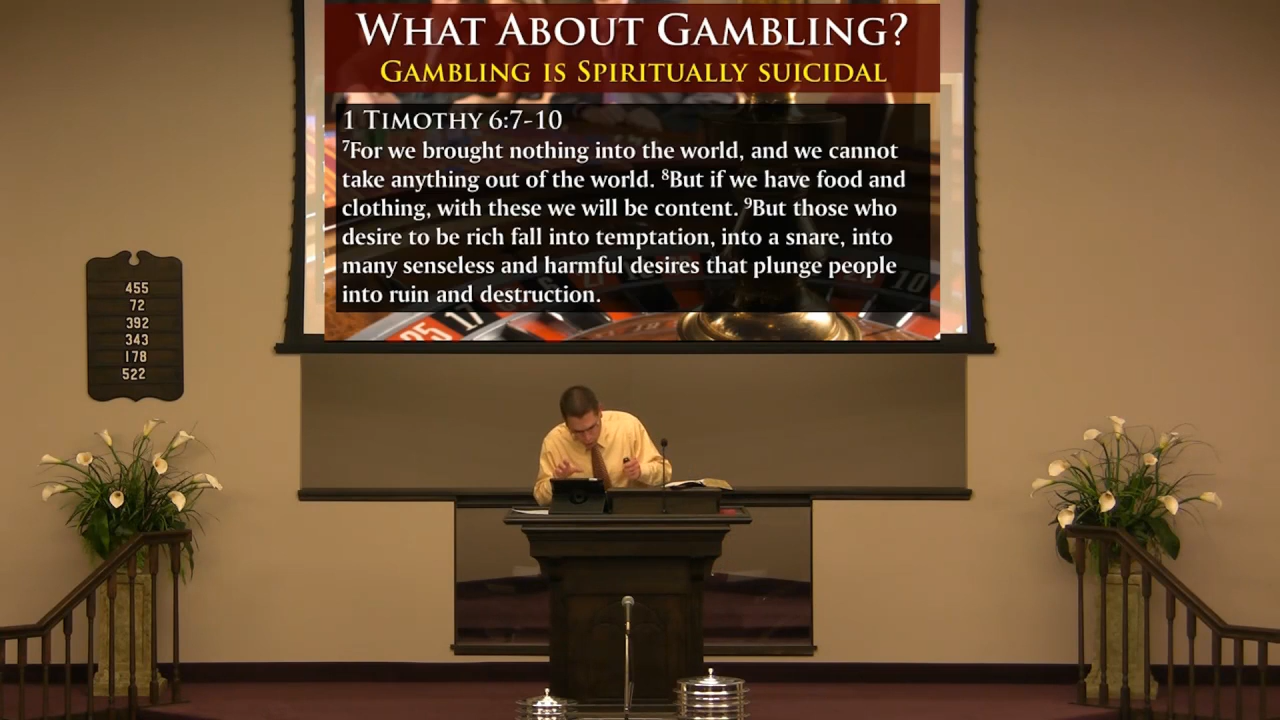 WHAT ABOUT GAMBLING?
GAMBLING IS SPIRITUALLY SUICIDAL
1 TIMOTHY 6:7-10
⁷For we brought nothing into the world, and we cannot
take anything out of the world. ⁸But if we have food and
clothing, with these we will be content. ⁹But those who
desire to be rich fall into temptation, into a snare, into
many senseless and harmful desires that plunge people
into ruin and destruction.
25
17
10
455
72
392
343
178
522